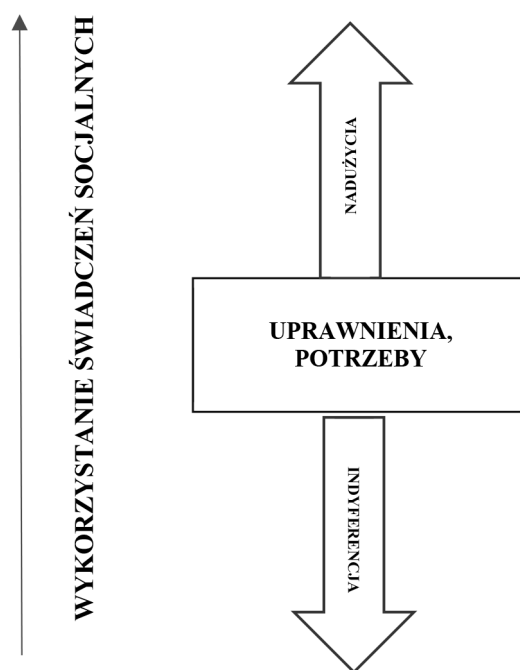 WYKORZYSTANIE ŚWIADCZEŃ SOCJALNYCH
NADUŻYCIA
UPRAWNIENIA,
POTRZEBY
INDYFERENCJA